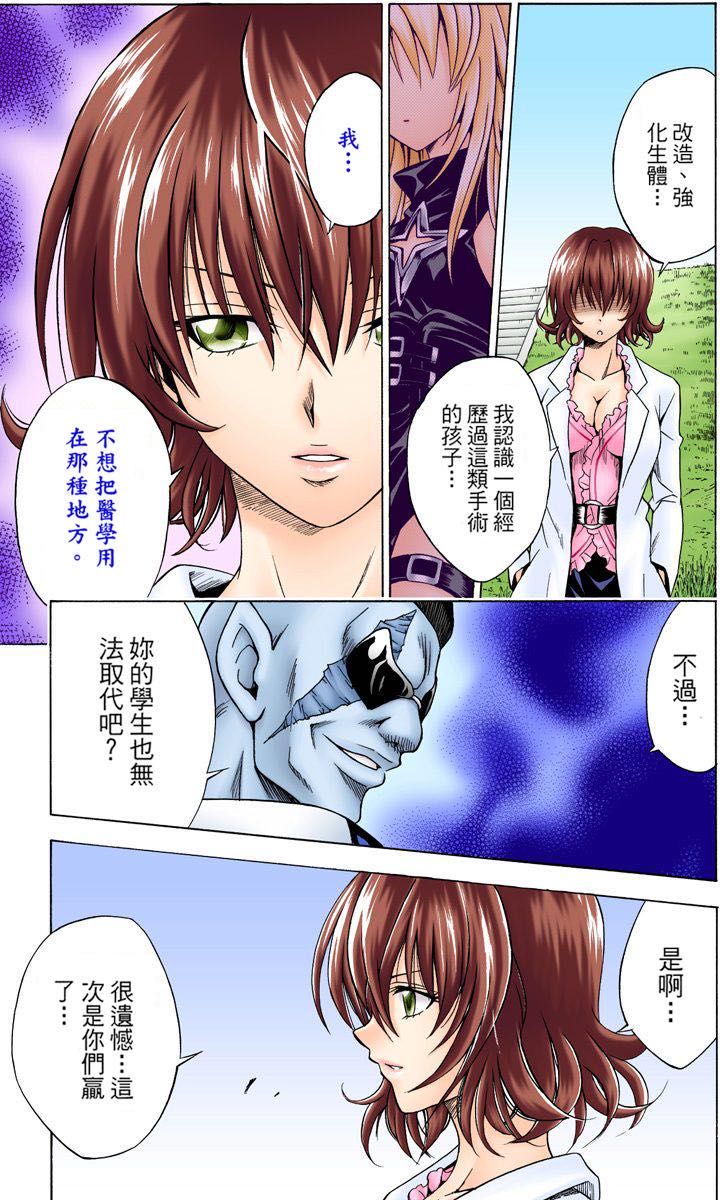 改造、強
化生體…
我認識一個經
歷過這類手術
的孩子…
我…
不想把醫學用
在那種地方。
不過…
妳的學生也無
法取代吧？
是啊…
很遺憾…這
次是你們贏
了…